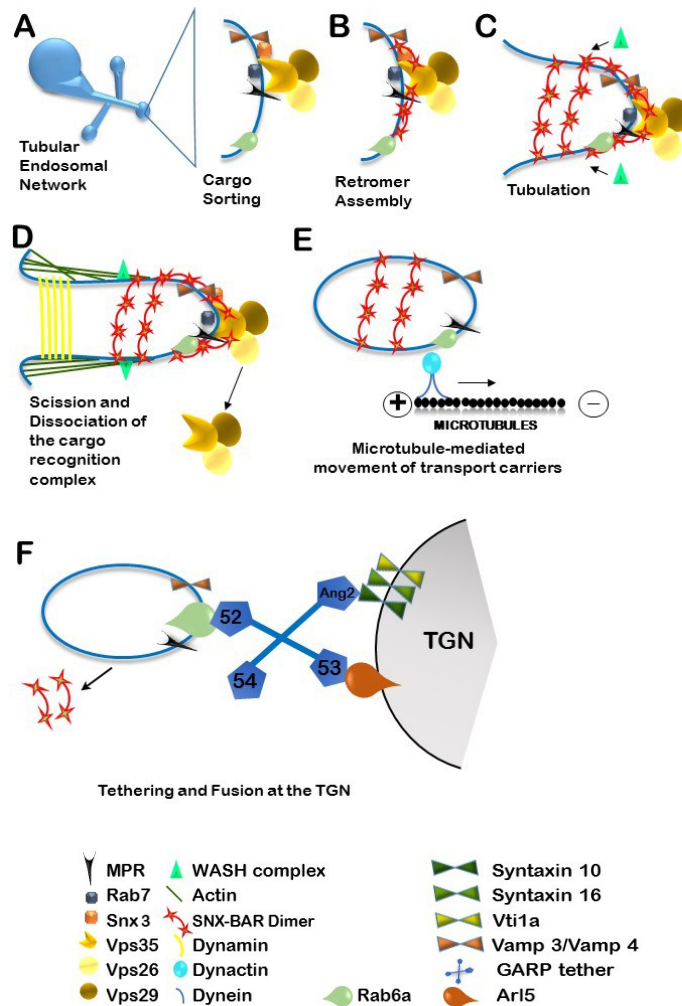 A
Tubular
Endosomal
Network
Cargo
Sorting
B
Retromer
Assembly
C
Tubulation
D
Scission and
Dissociation of
the cargo
recognition
complex
E
+
−
MICROTUBULES
Microtubule-mediated
movement of transport carriers
F
52
Ang2
54
53
TGN
Tethering and Fusion at the TGN
MPR
Rab7
Snx3
Vps35
Vps26
Vps29
WASH complex
Actin
SNX-BAR Dimer
Dynamin
Dynactin
Dynein
Rab6a
Syntaxin 10
Syntaxin 16
Vti1a
Vamp 3/Vamp 4
GARP tether
Arl5